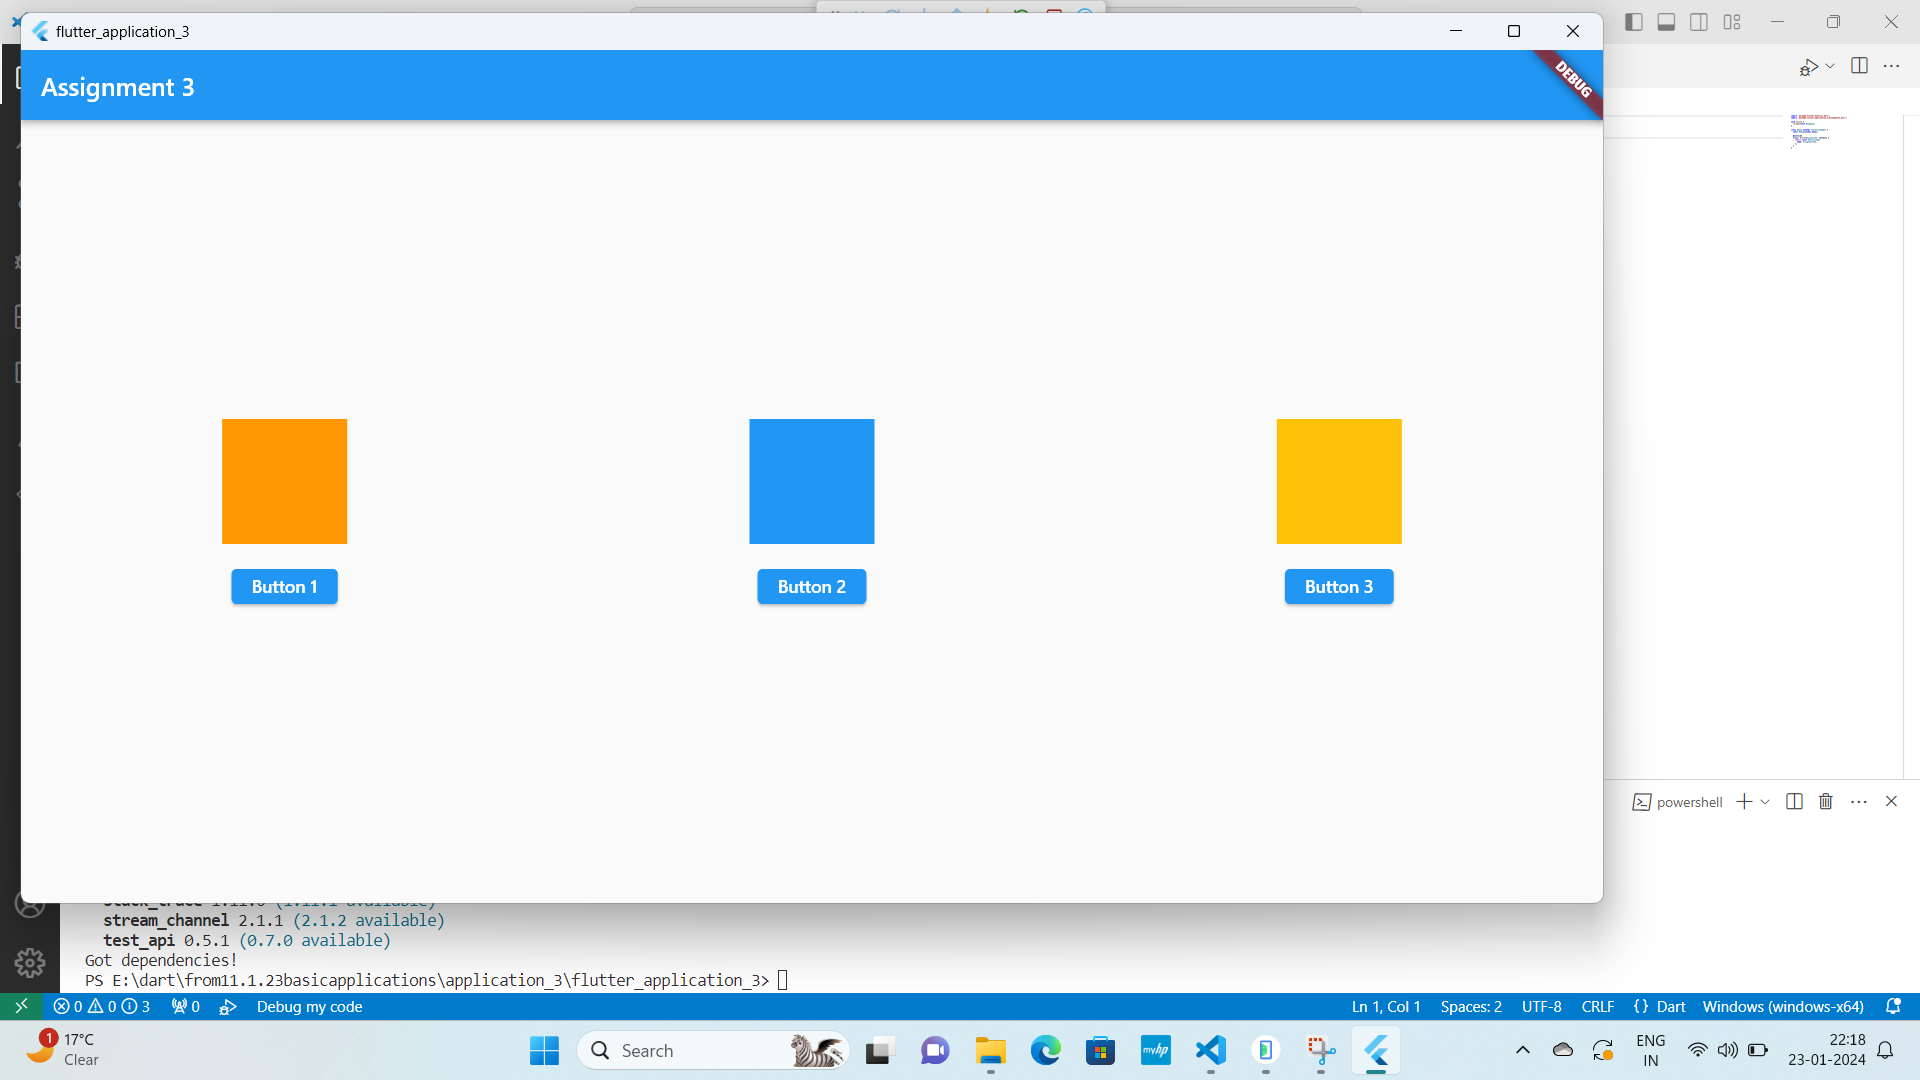 flutter_application_3
Assignment 3
DEBUG
Button 1
Button 2
Button 3
powershell
stream_channel 2.1.1 (2.1.2 available)
test_api 0.5.1 (0.7.0 available)
Got dependencies!
PS E:\dart\from11.1.23basicapplications\application_3\flutter_application_3>
0 0 3 0 Debug my code Ln 1, Col 1 Spaces: 2 UTF-8 CRLF {} Dart Windows (windows-x64)
1
17°C
Clear
Search
myhp
ENG
IN
22:18
23-01-2024